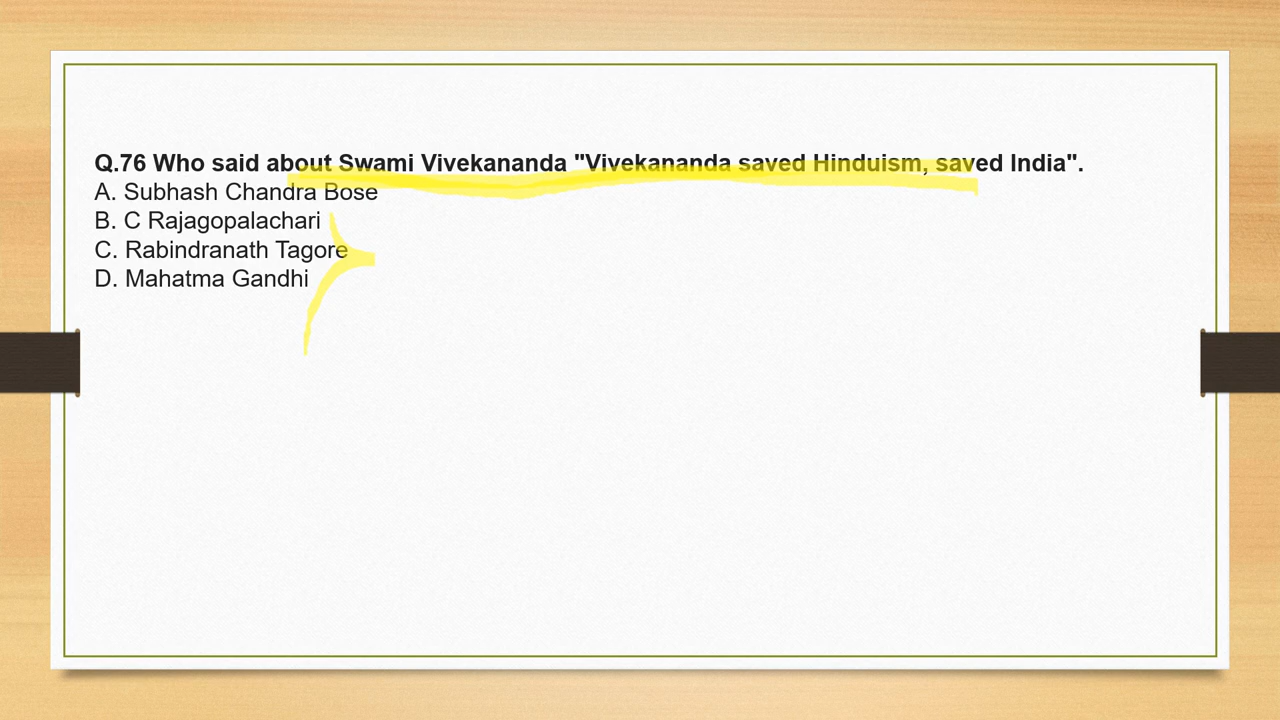 Q.76 Who said about Swami Vivekananda "Vivekananda saved Hinduism, saved India".
A. Subhash Chandra Bose
B. C Rajagopalachari
C. Rabindranath Tagore
D. Mahatma Gandhi